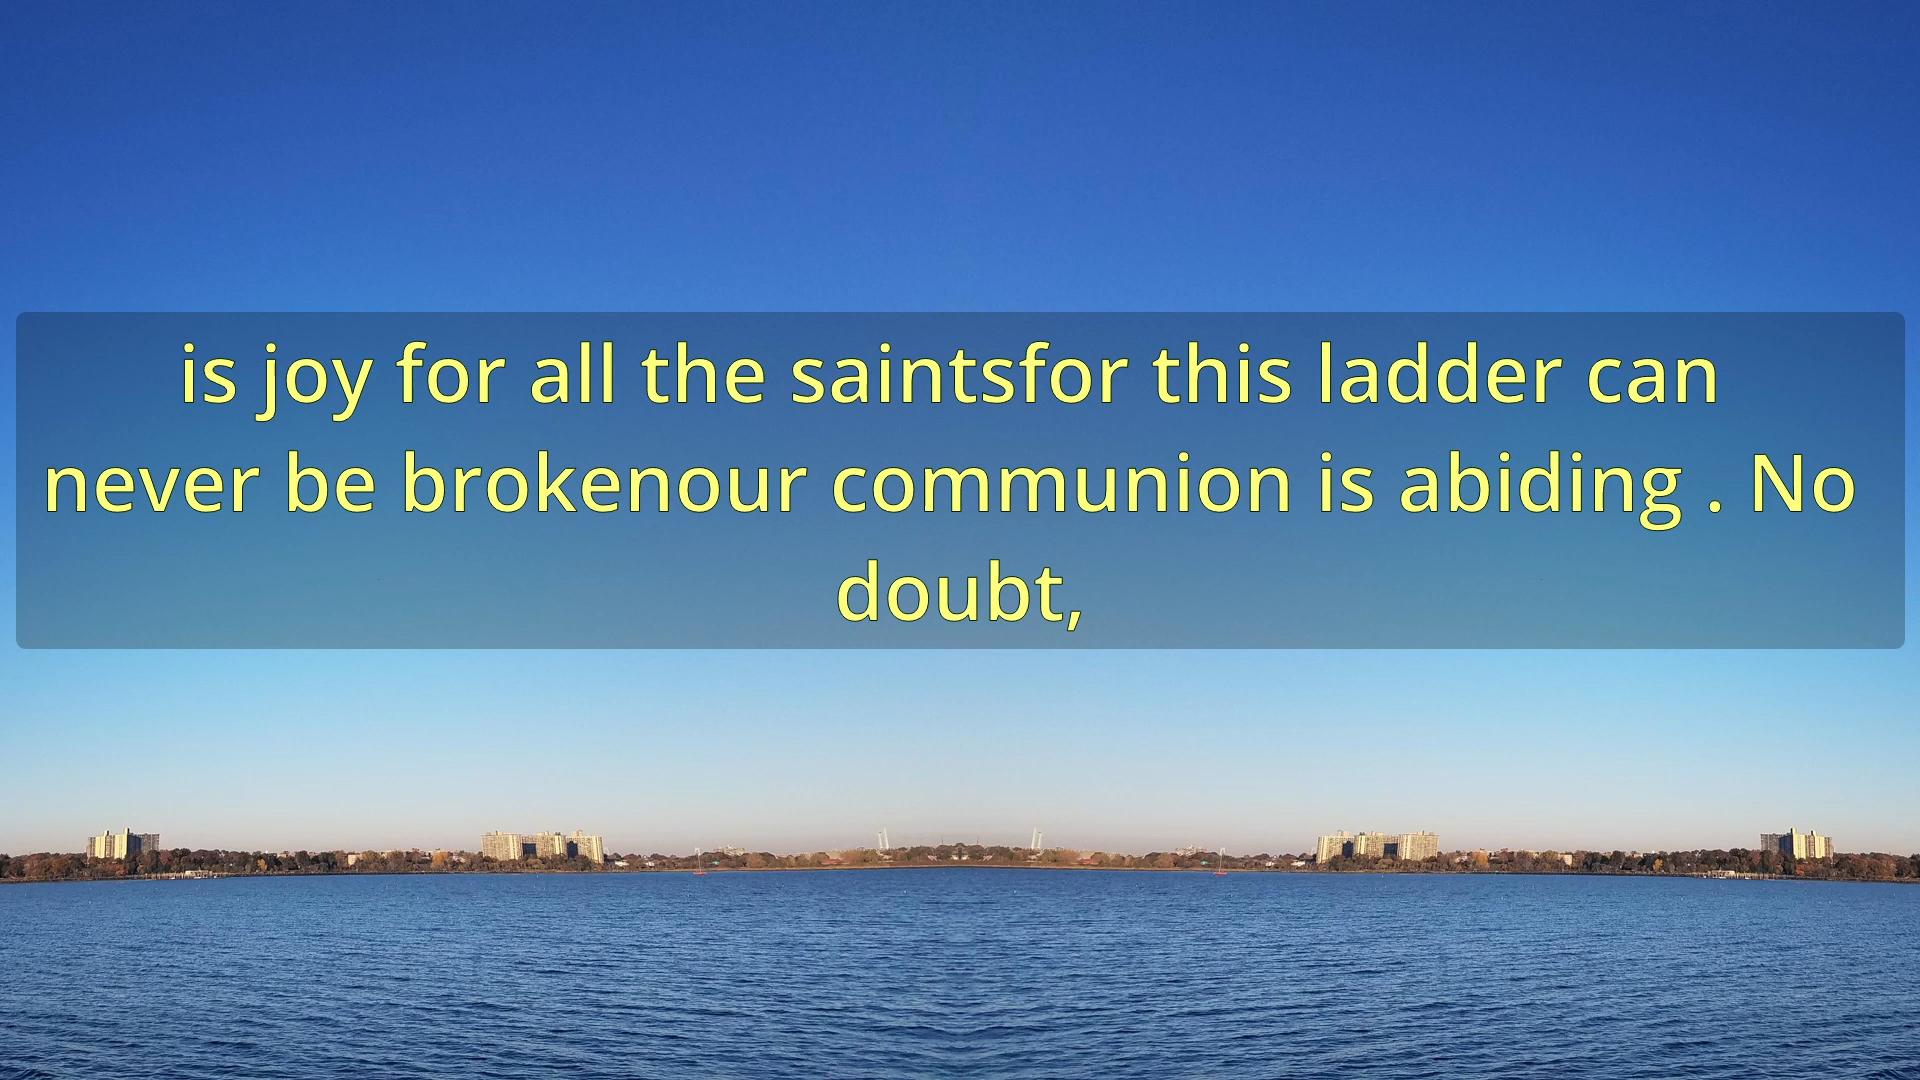 is joy for all the saintsfor this ladder can
never be brokenour communion is abiding . No
doubt,